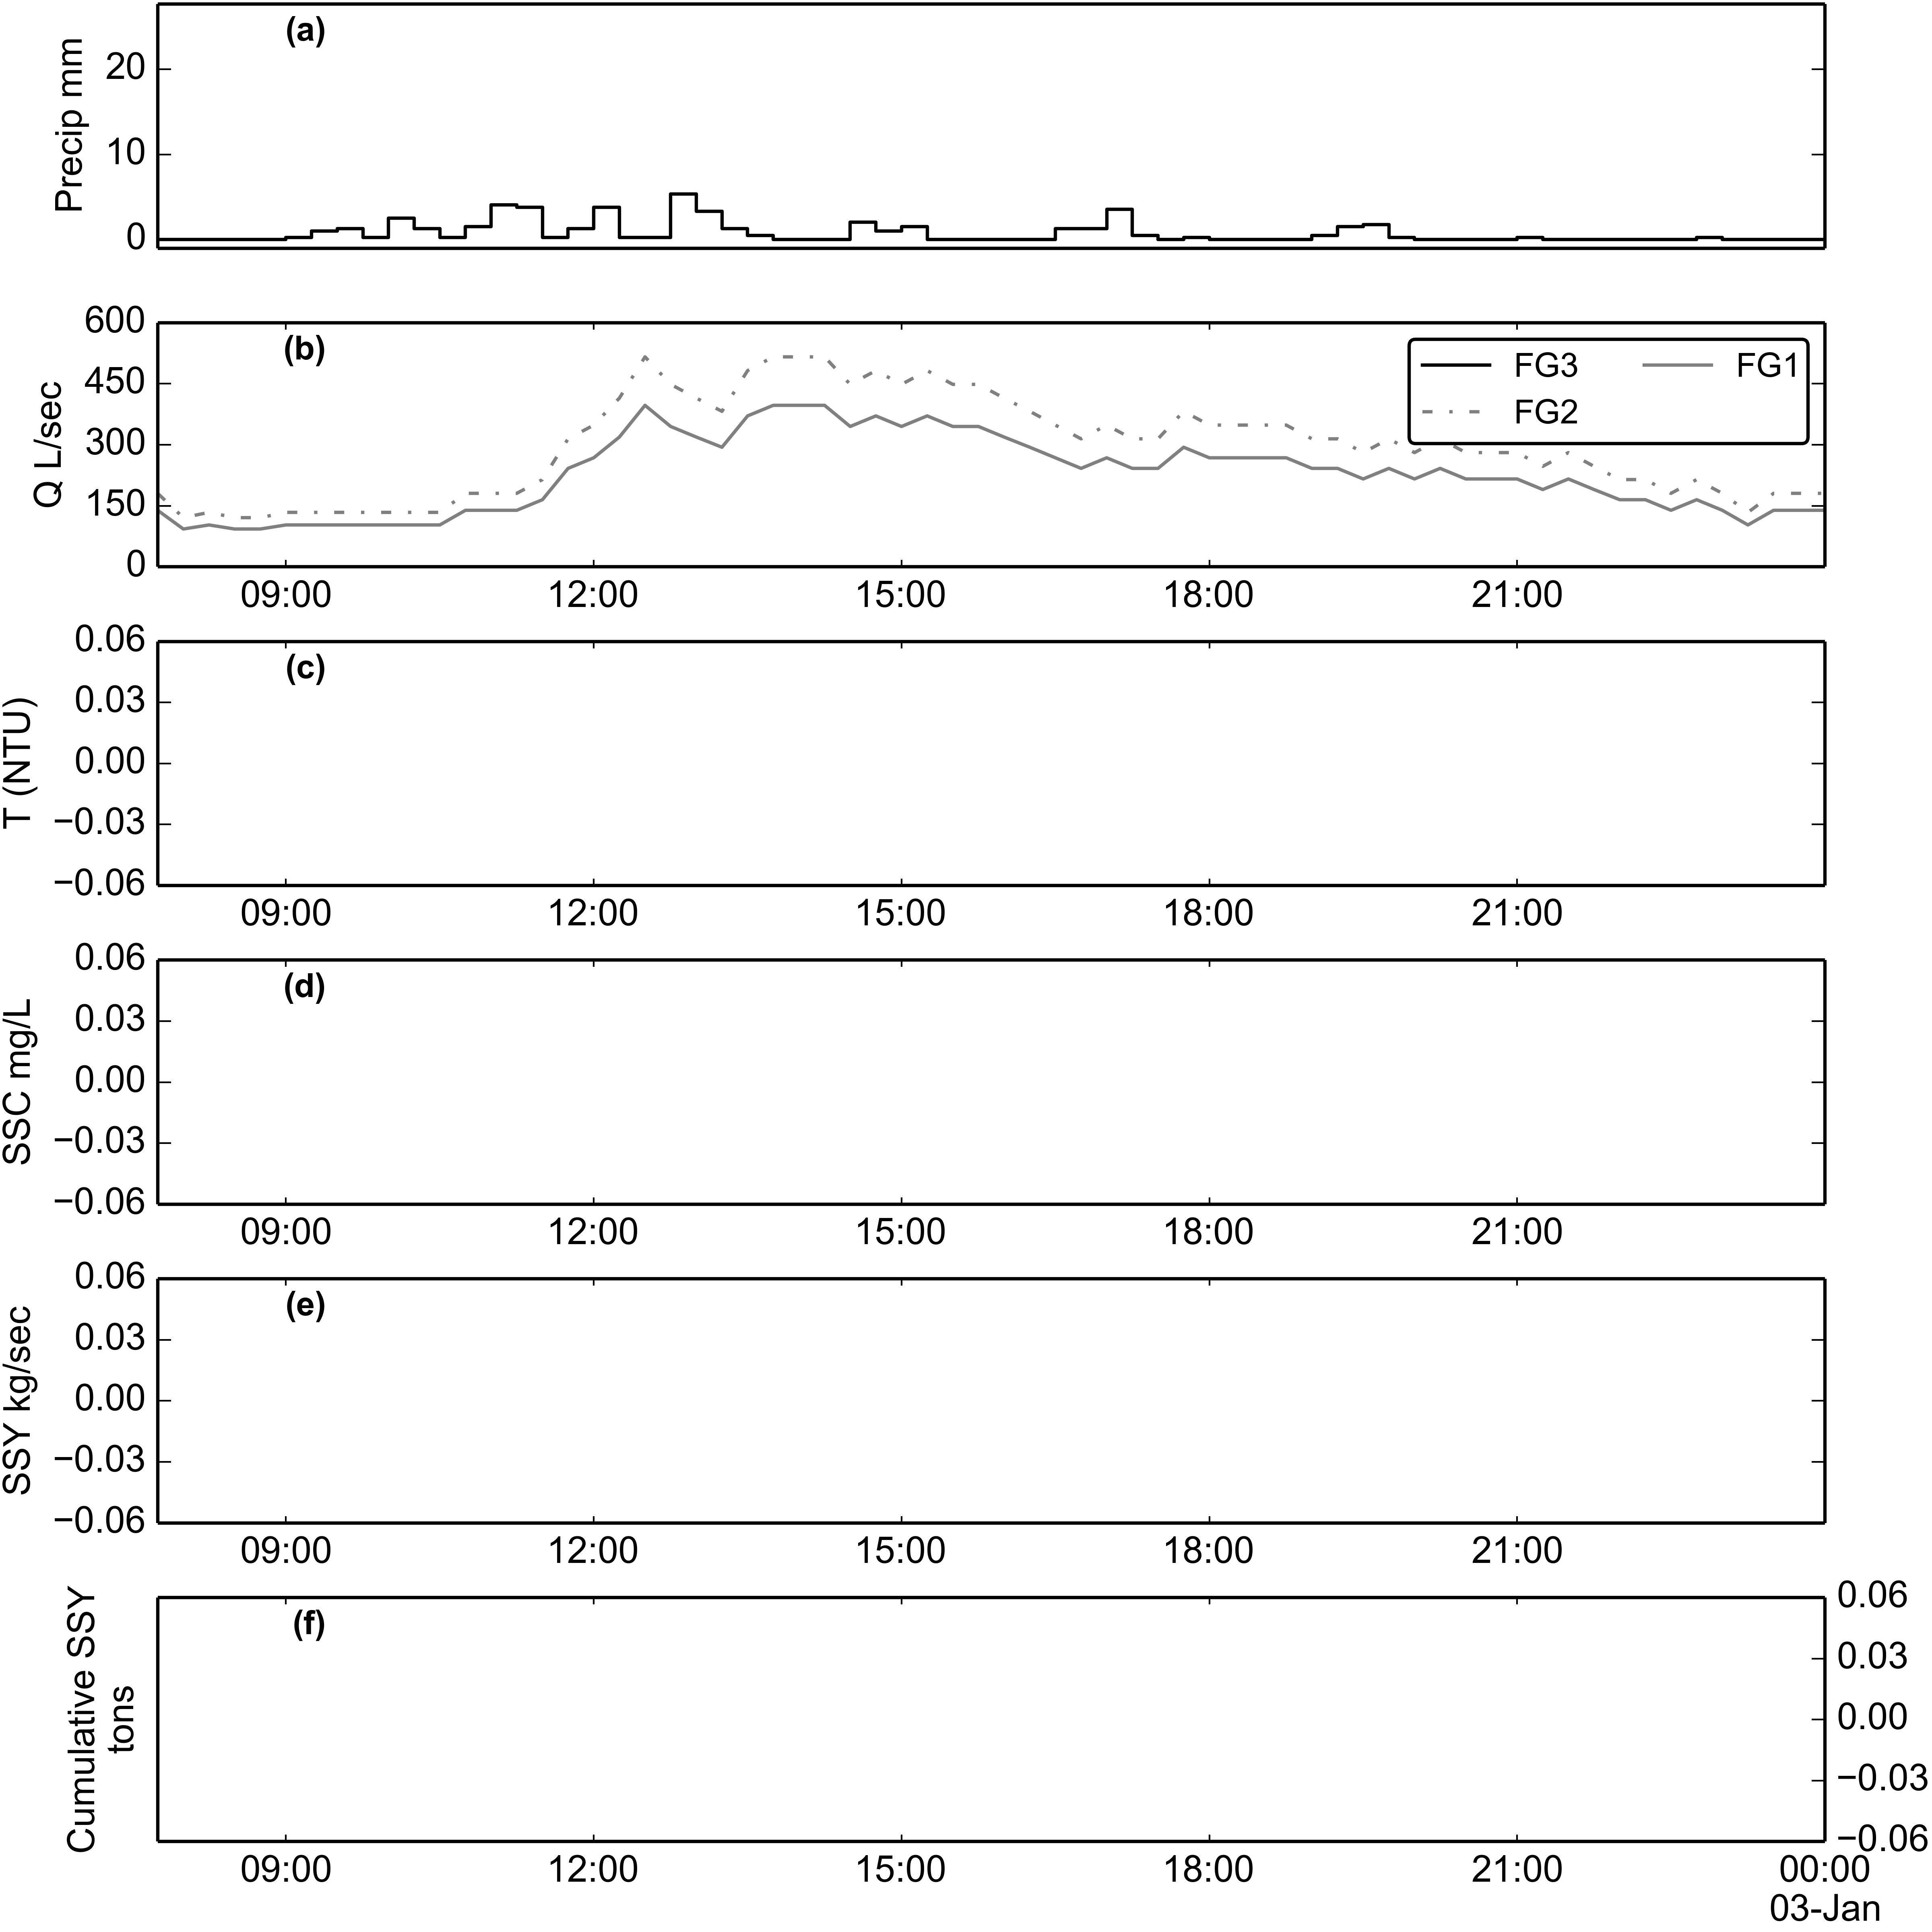 (a)
Precip mm
20
10
0
(b)
Q L/sec
600
450
300
150
0
FG3 FG1
FG2
09:00 12:00 15:00 18:00 21:00
(c)
T (NTU)
0.06
0.03
0.00
−0.03
−0.06
09:00 12:00 15:00 18:00 21:00
(d)
SSC mg/L
0.06
0.03
0.00
−0.03
−0.06
09:00 12:00 15:00 18:00 21:00
(e)
SSY kg/sec
0.06
0.03
0.00
−0.03
−0.06
09:00 12:00 15:00 18:00 21:00
(f)
Cumulative SSY
tons
0.06
0.03
0.00
−0.03
−0.06
09:00 12:00 15:00 18:00 21:00 00:00
03-Jan